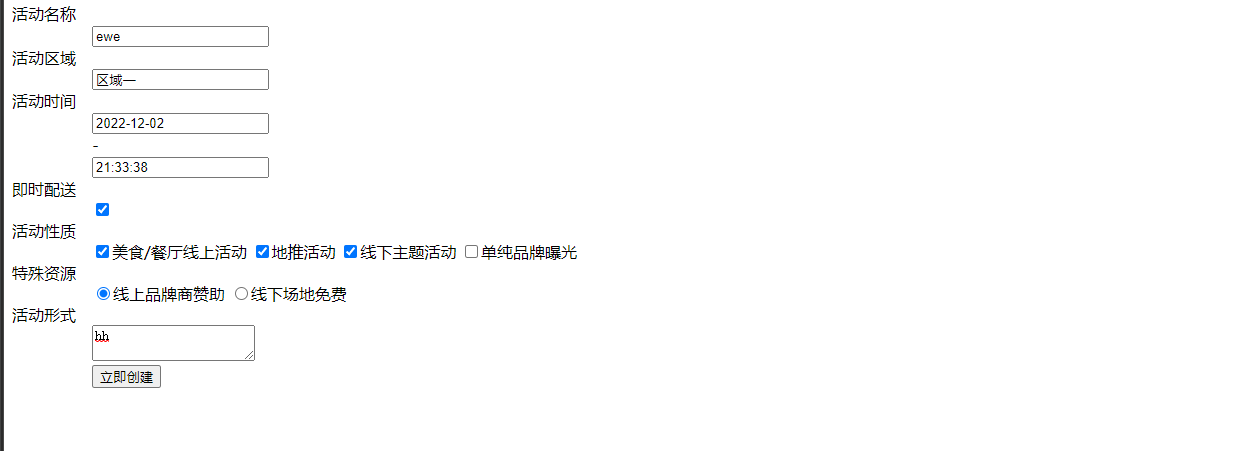 活动名称
ewe
活动区域
区域一
活动时间
2022-12-02
-
21:33:38
即时配送
活动性质
美食/餐厅线上活动 地推活动 线下主题活动 单纯品牌曝光
特殊资源
线上品牌商赞助 线下场地免费
活动形式
hh
立即创建